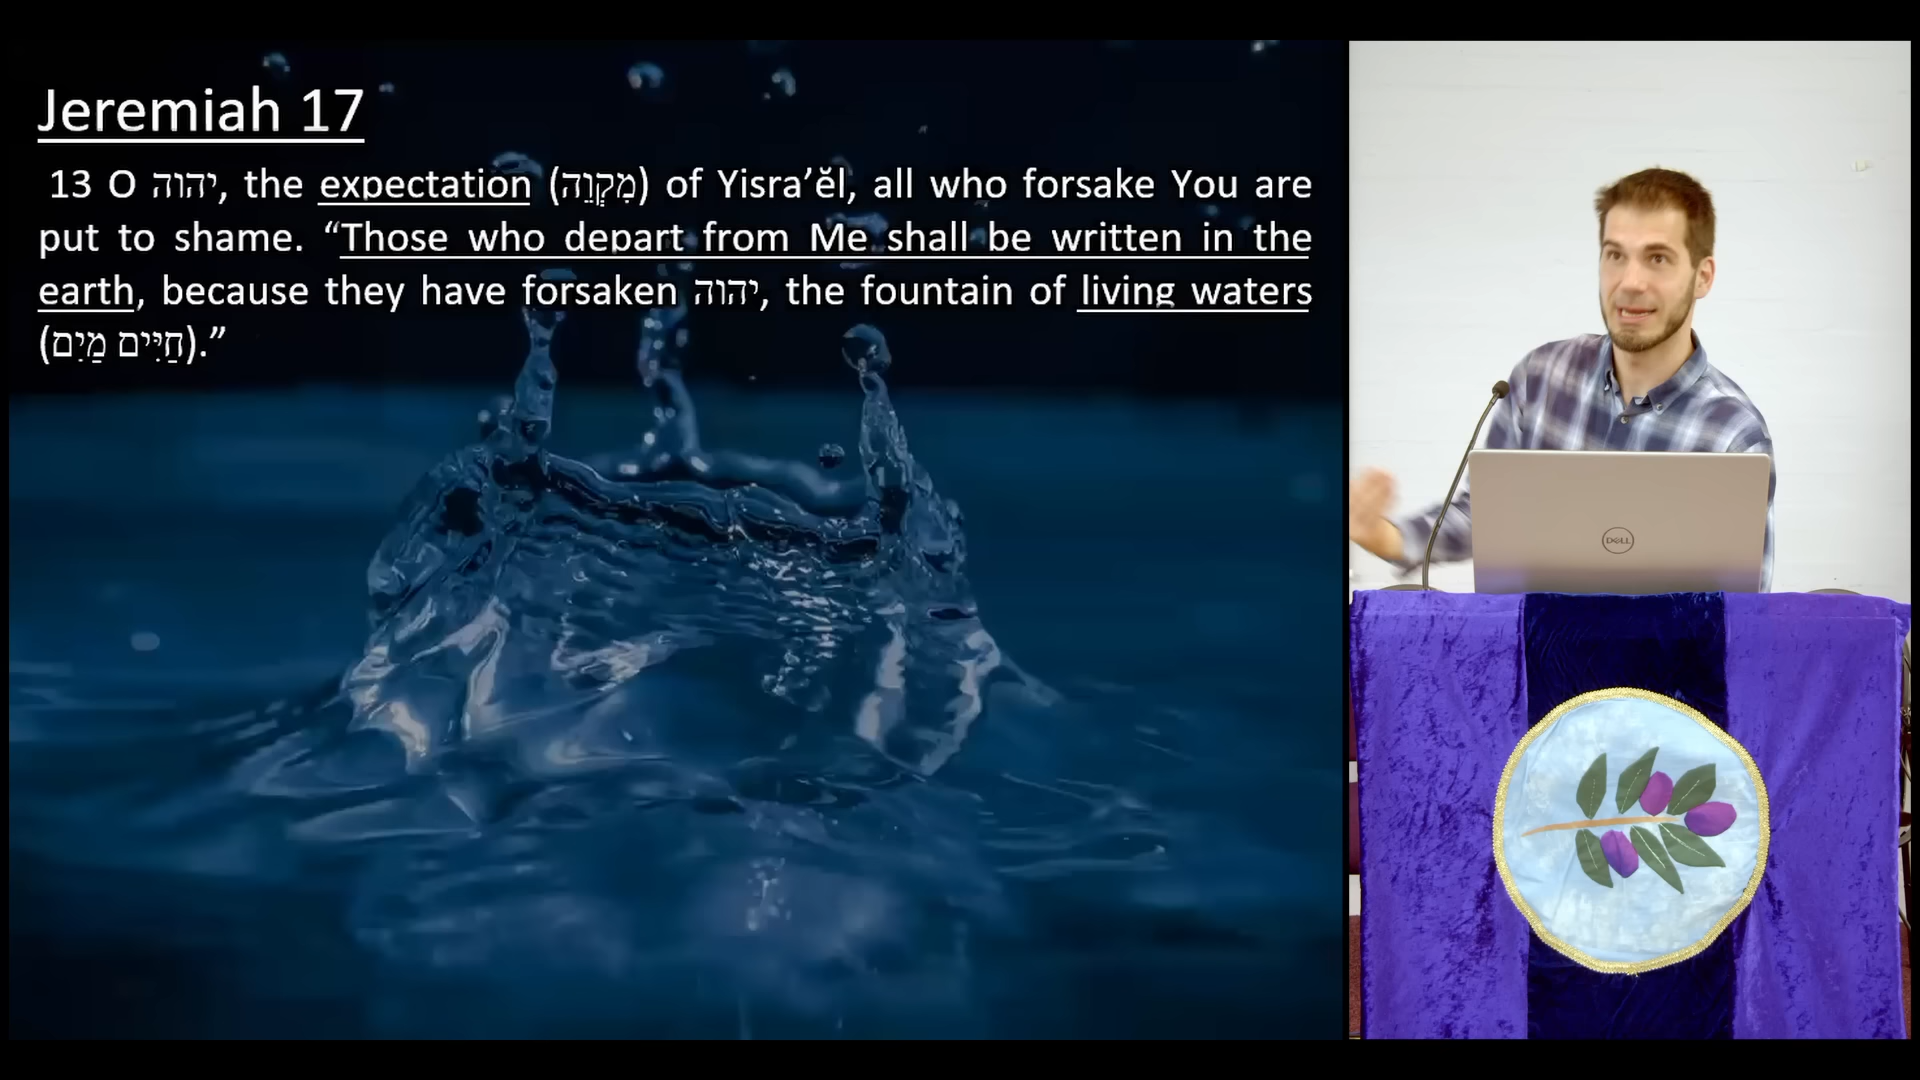 Jeremiah 17
13 O יהוה, the expectation (מִקְוֵה) of Yisra’ĕl, all who forsake You are
put to shame. “Those who depart from Me shall be written in the
earth, because they have forsaken יהוה, the fountain of living waters
(חַיִּים מַיִם).”
DELL